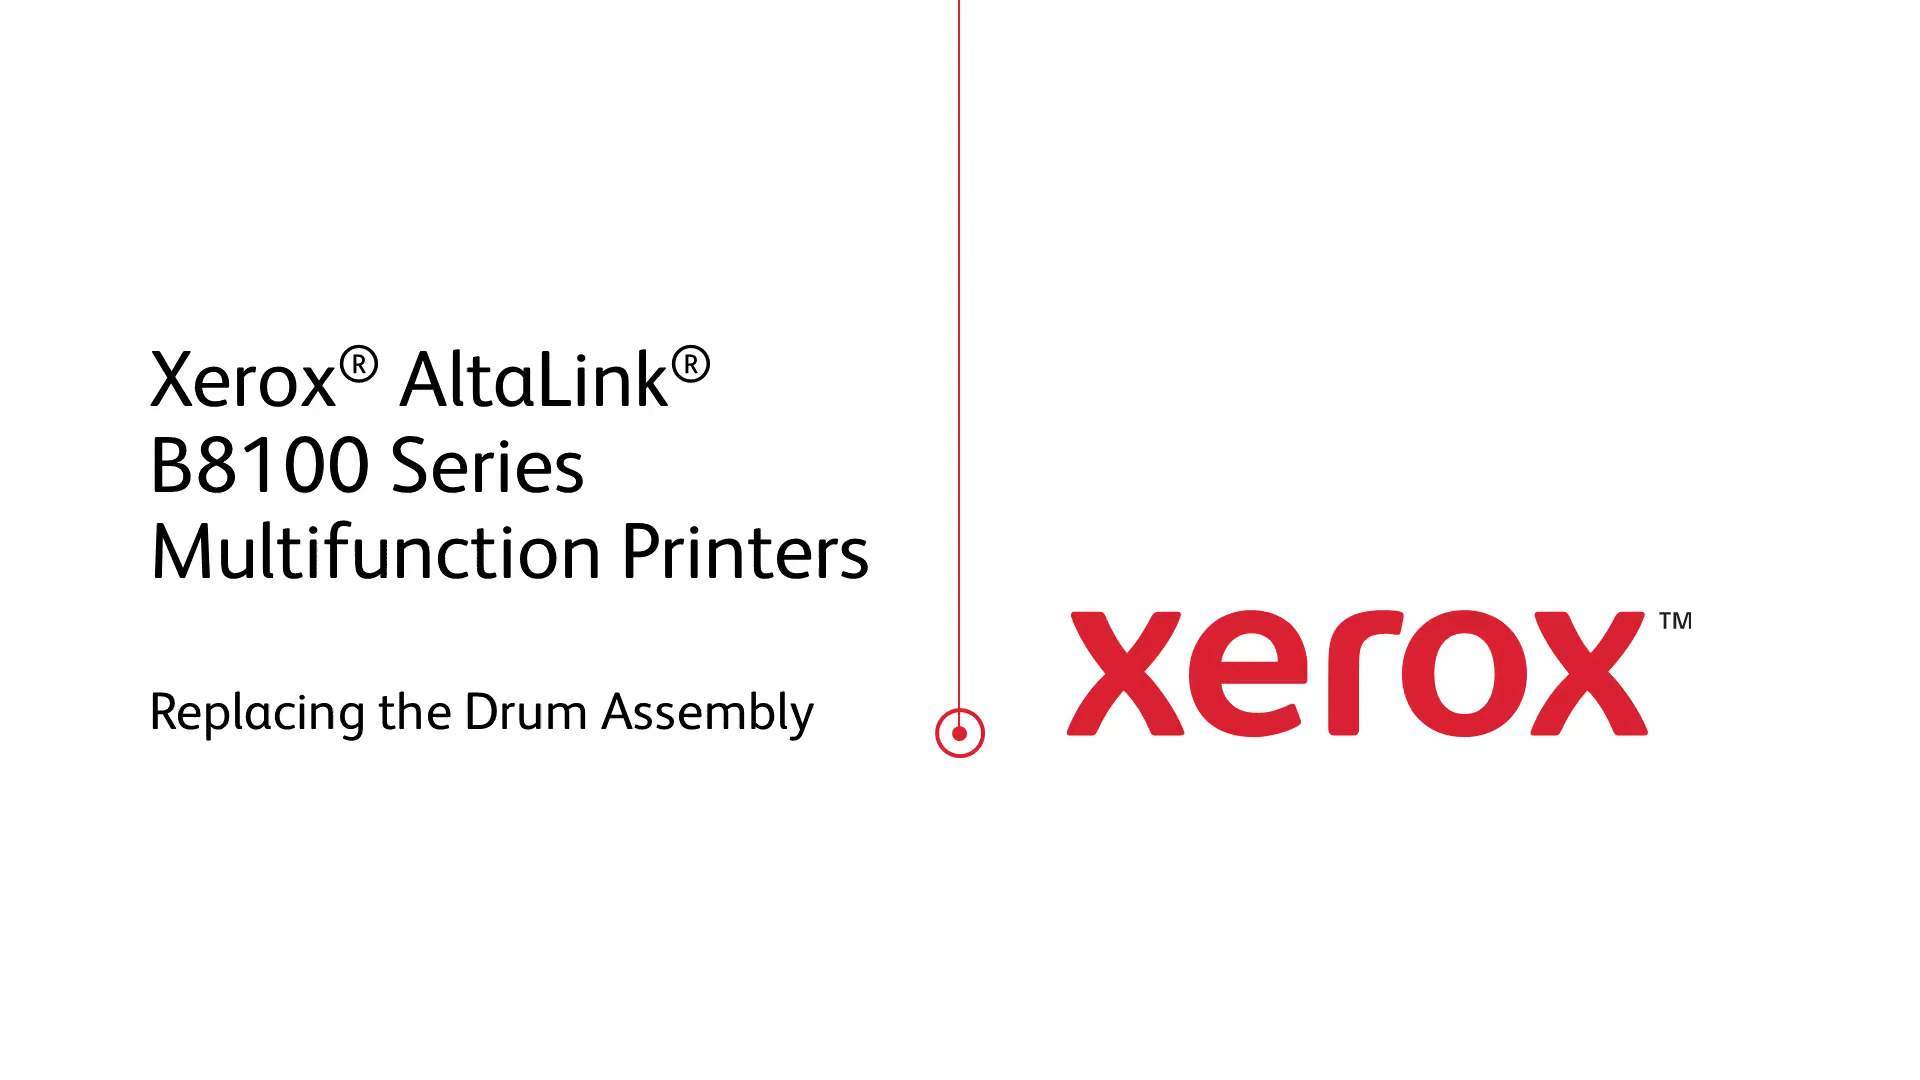 Xerox® AltaLink®
B8100 Series
Multifunction Printers
Replacing the Drum Assembly
xerox™